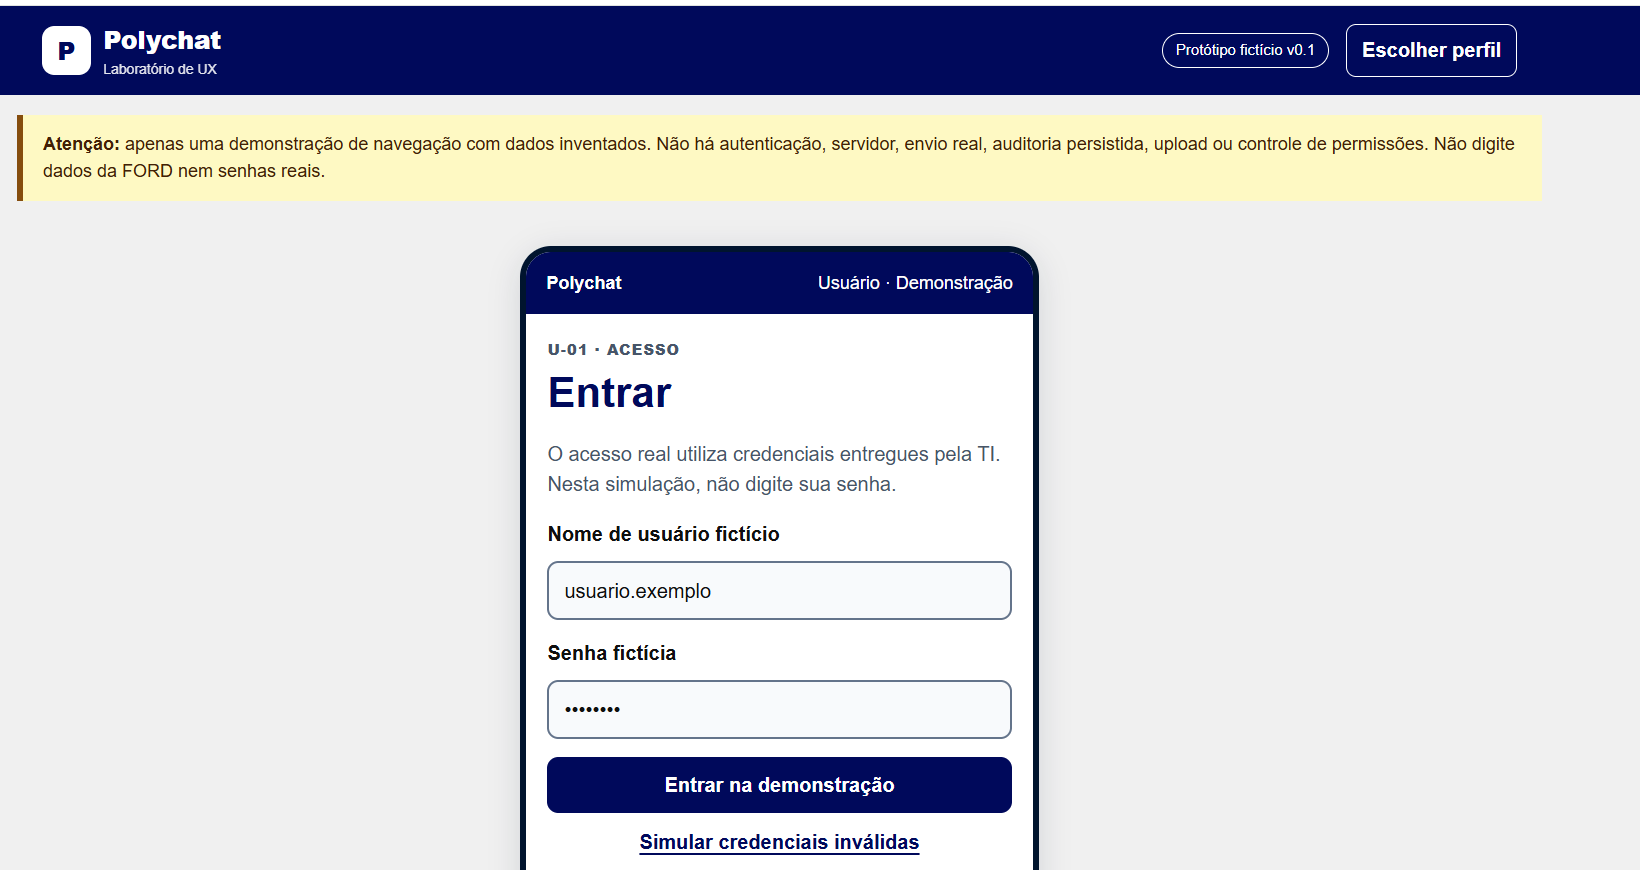 P
Polychat
Laboratório de UX
Protótipo fictício v0.1
Escolher perfil
Atenção: apenas uma demonstração de navegação com dados inventados. Não há autenticação, servidor, envio real, auditoria persistida, upload ou controle de permissões. Não digite
dados da FORD nem senhas reais.
Polychat
Usuário · Demonstração
U-01 · ACESSO
Entrar
O acesso real utiliza credenciais entregues pela TI.
Nesta simulação, não digite sua senha.
Nome de usuário fictício
usuario.exemplo
Senha fictícia
••••••••
Entrar na demonstração
Simular credenciais inválidas